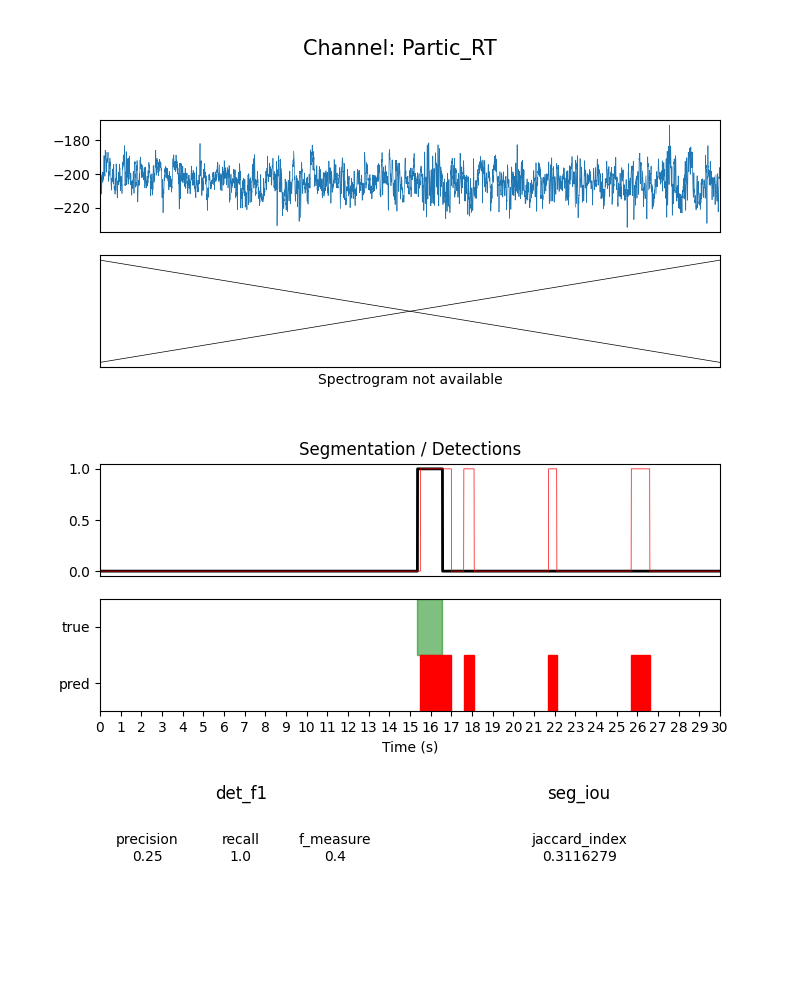 Channel: Partic_RT
−180
−200
−220
Spectrogram not available
Segmentation / Detections
1.0
0.5
0.0
true
pred
0 1 2 3 4 5 6 7 8 9 10 11 12 13 14 15 16 17 18 19 20 21 22 23 24 25 26 27 28 29 30
Time (s)
det_f1 seg_iou
precision recall f_measure jaccard_index
0.25 1.0 0.4 0.3116279